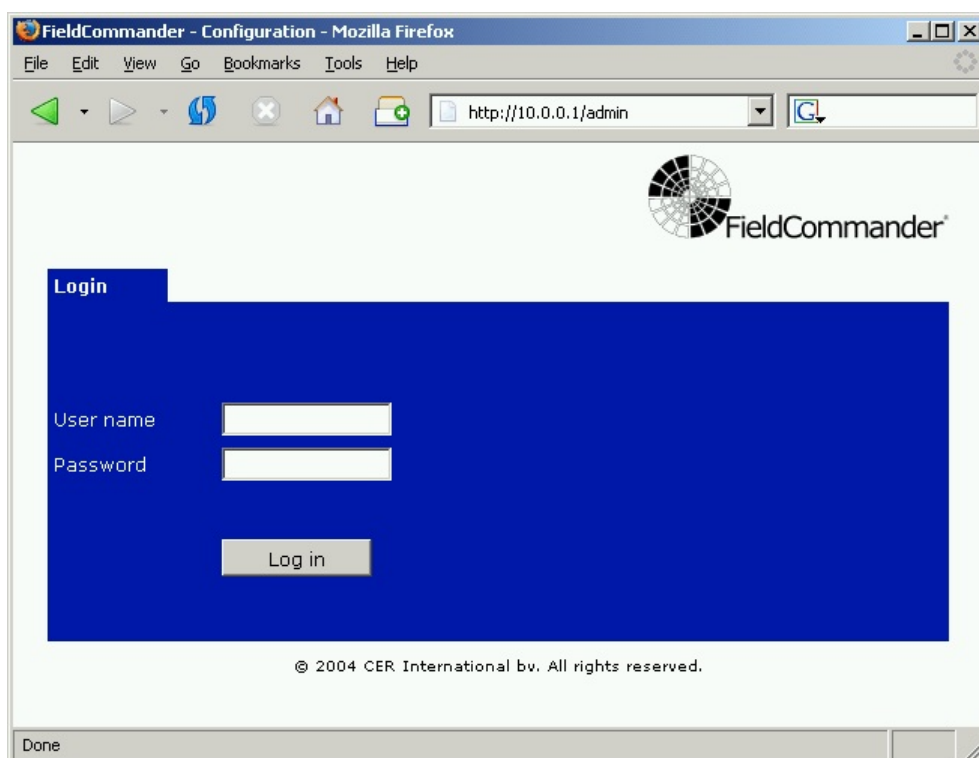 FieldCommander - Configuration - Mozilla Firefox
File Edit View Go Bookmarks Tools Help
http://10.0.0.1/admin
G
FieldCommander®
Login
User name
Password
Log in
© 2004 CER International bv. All rights reserved.
Done